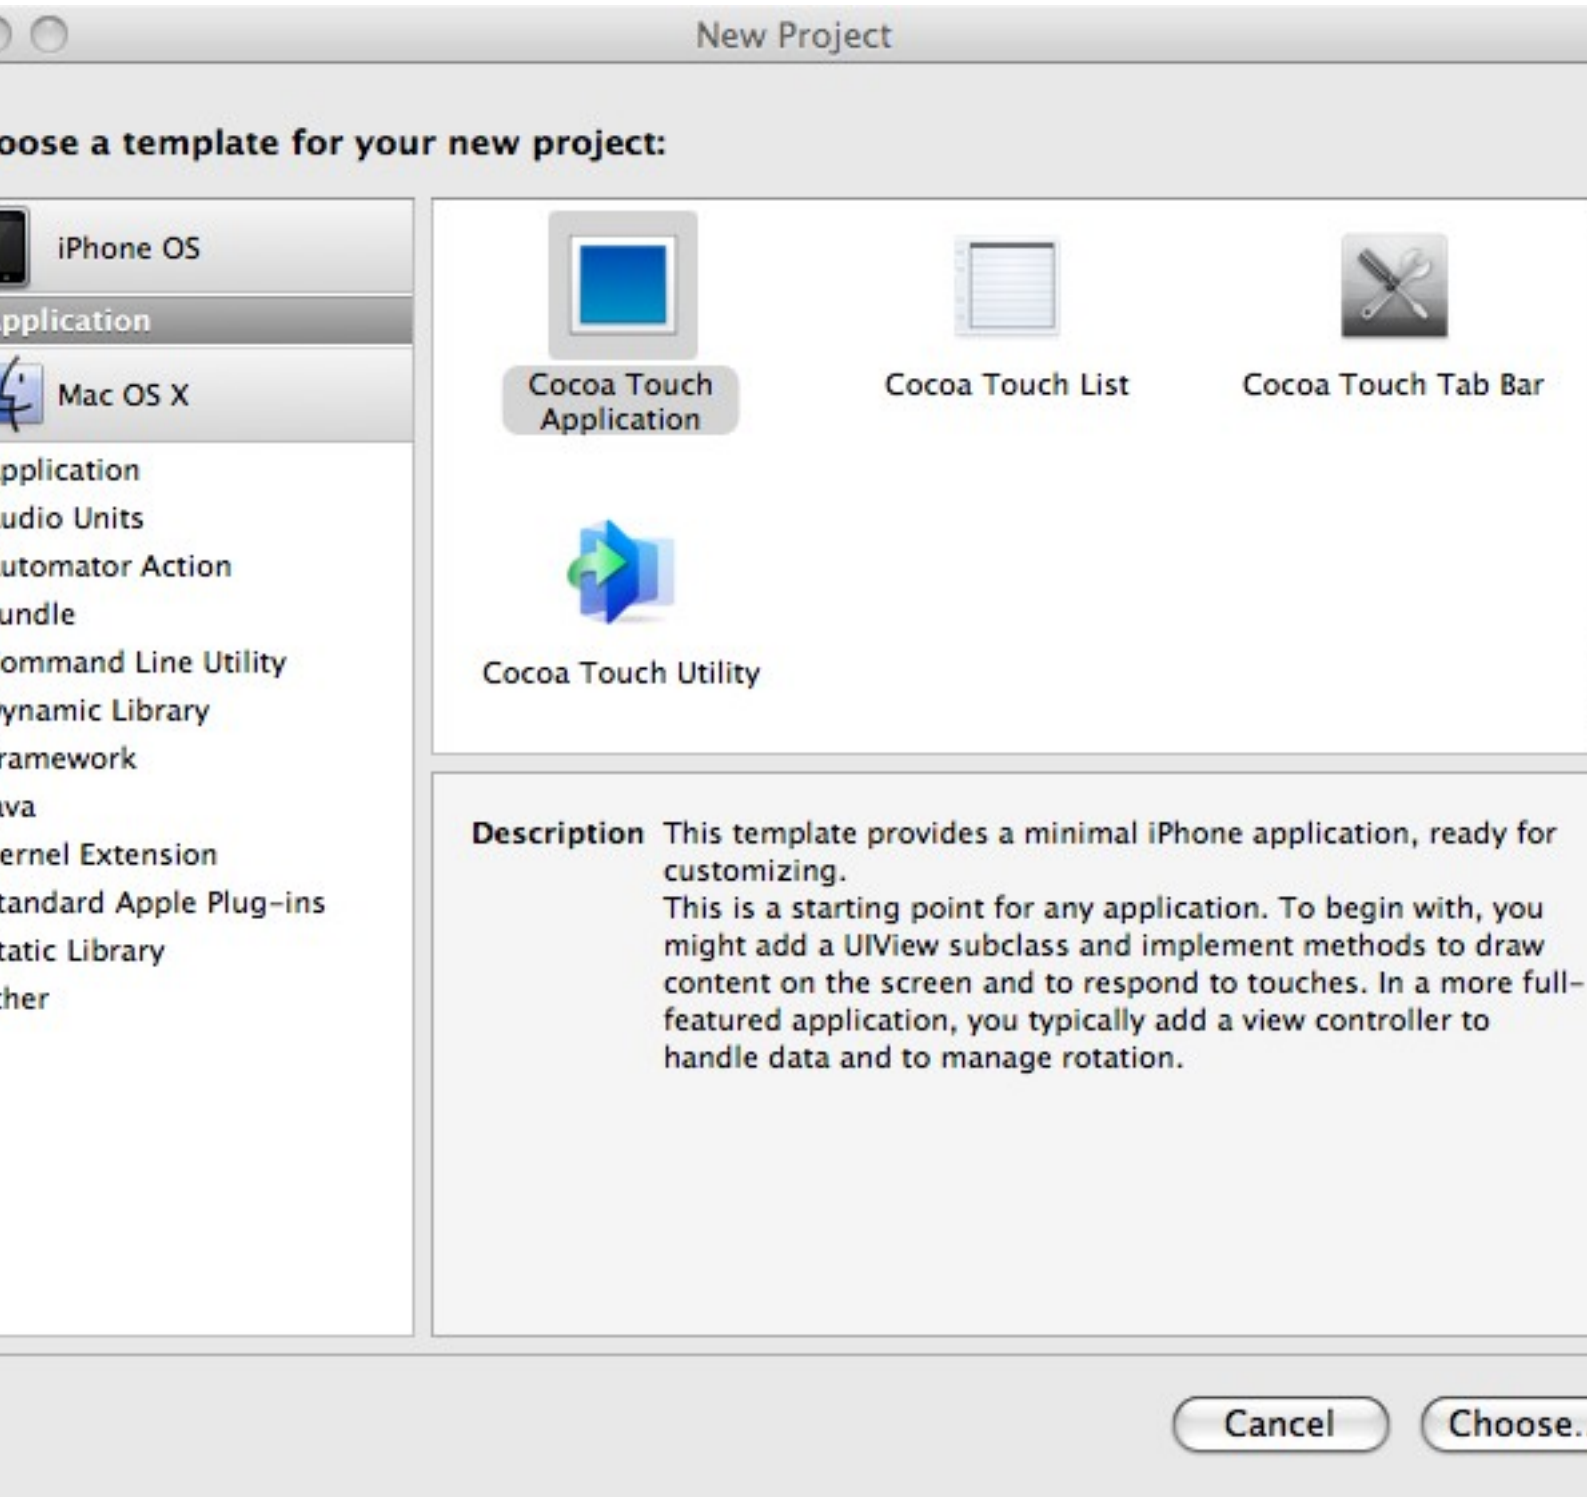 New Project
oose a template for your new project:
iPhone OS
pplication
Mac OS X
pplication
udio Units
utomator Action
undle
ommand Line Utility
ynamic Library
ramework
ava
ernel Extension
tandard Apple Plug-ins
tatic Library
ther
Cocoa Touch
Application
Cocoa Touch List
Cocoa Touch Tab Bar
Cocoa Touch Utility
Description This template provides a minimal iPhone application, ready for
customizing.
This is a starting point for any application. To begin with, you
might add a UIView subclass and implement methods to draw
content on the screen and to respond to touches. In a more full-
featured application, you typically add a view controller to
handle data and to manage rotation.
Cancel
Choose..